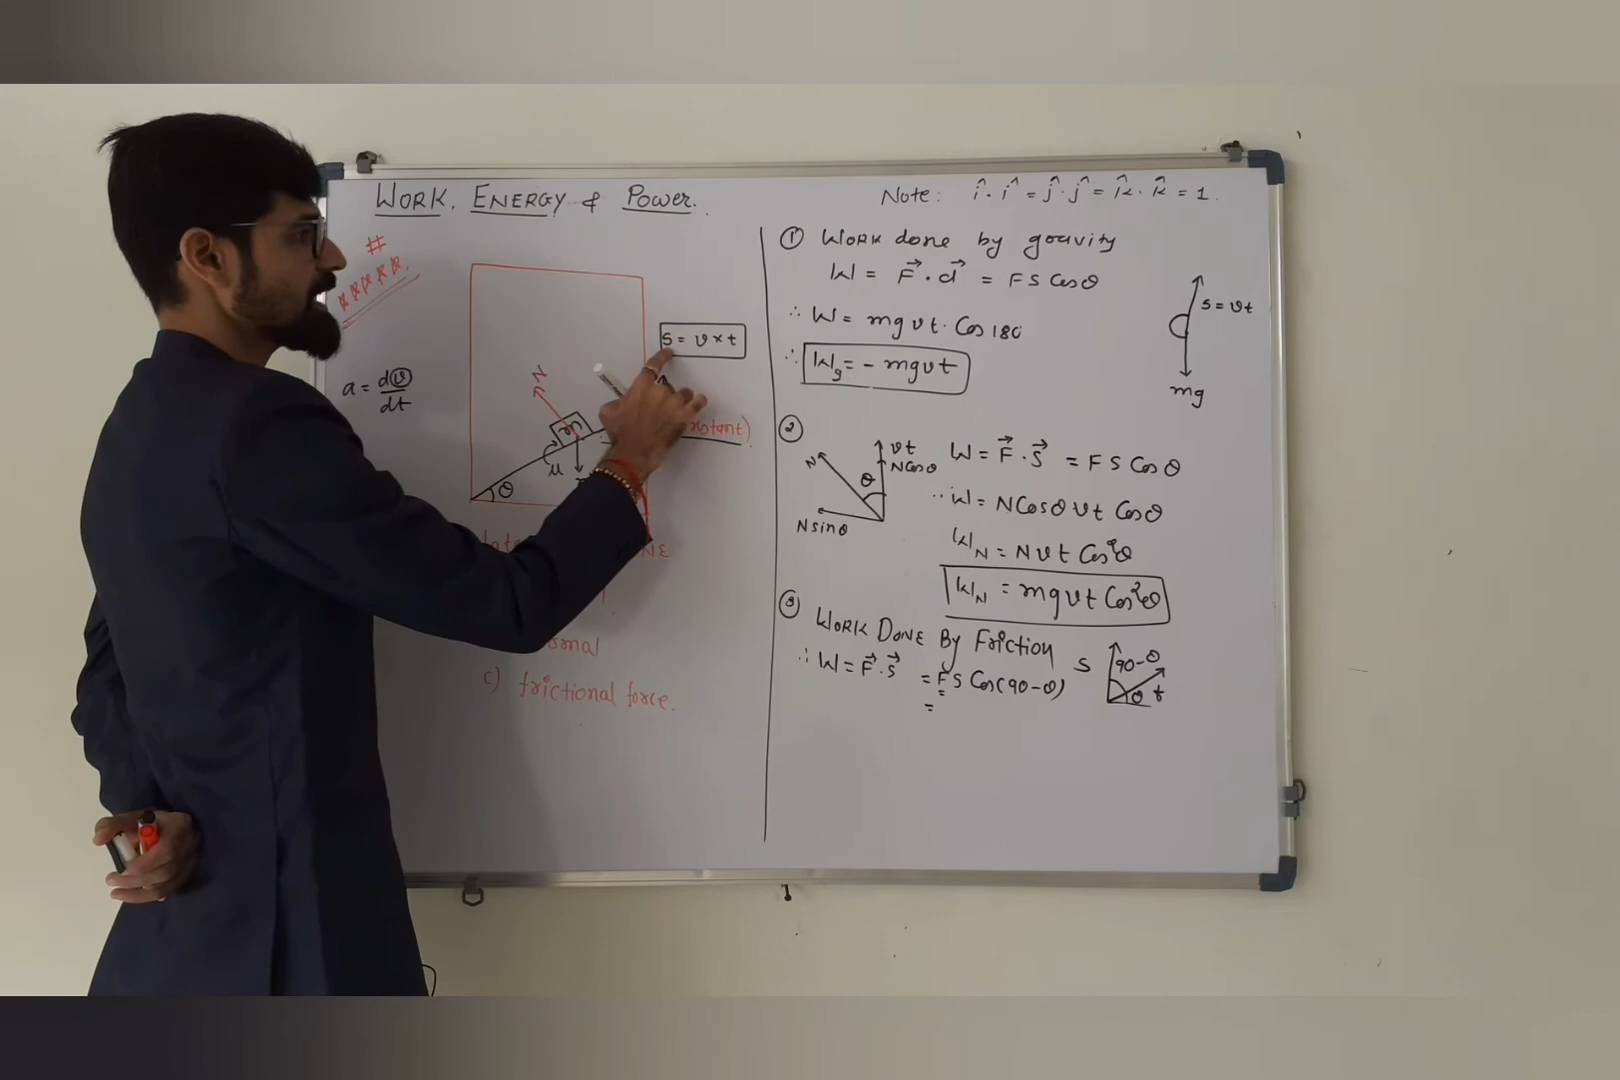 WORK, ENERGY & POWER.
Note: î·î = ĵ·ĵ = k̂·k̂ = 1.
#
S = v × t
a = dv/dt
N
m
μ
θ
c) frictional force.
① WORK done by gravity
W = F⃗ · d⃗ = FS Cosθ
∴ W = mgvt. Cos 180
∴ Wg = - mgvt
S = vt
mg
②
N
vt
NCosθ
θ
Nsinθ
W = F⃗ · S⃗ = FS Cosθ
∴ W = NCosθ vt Cosθ
W_N = Nvt Cos²θ
W_N = mgvt Cos²θ
③ WORK DONE BY Friction
∴ W = F⃗ · S⃗ = FS Cos(90-θ)
=
S
90-θ
θ
f